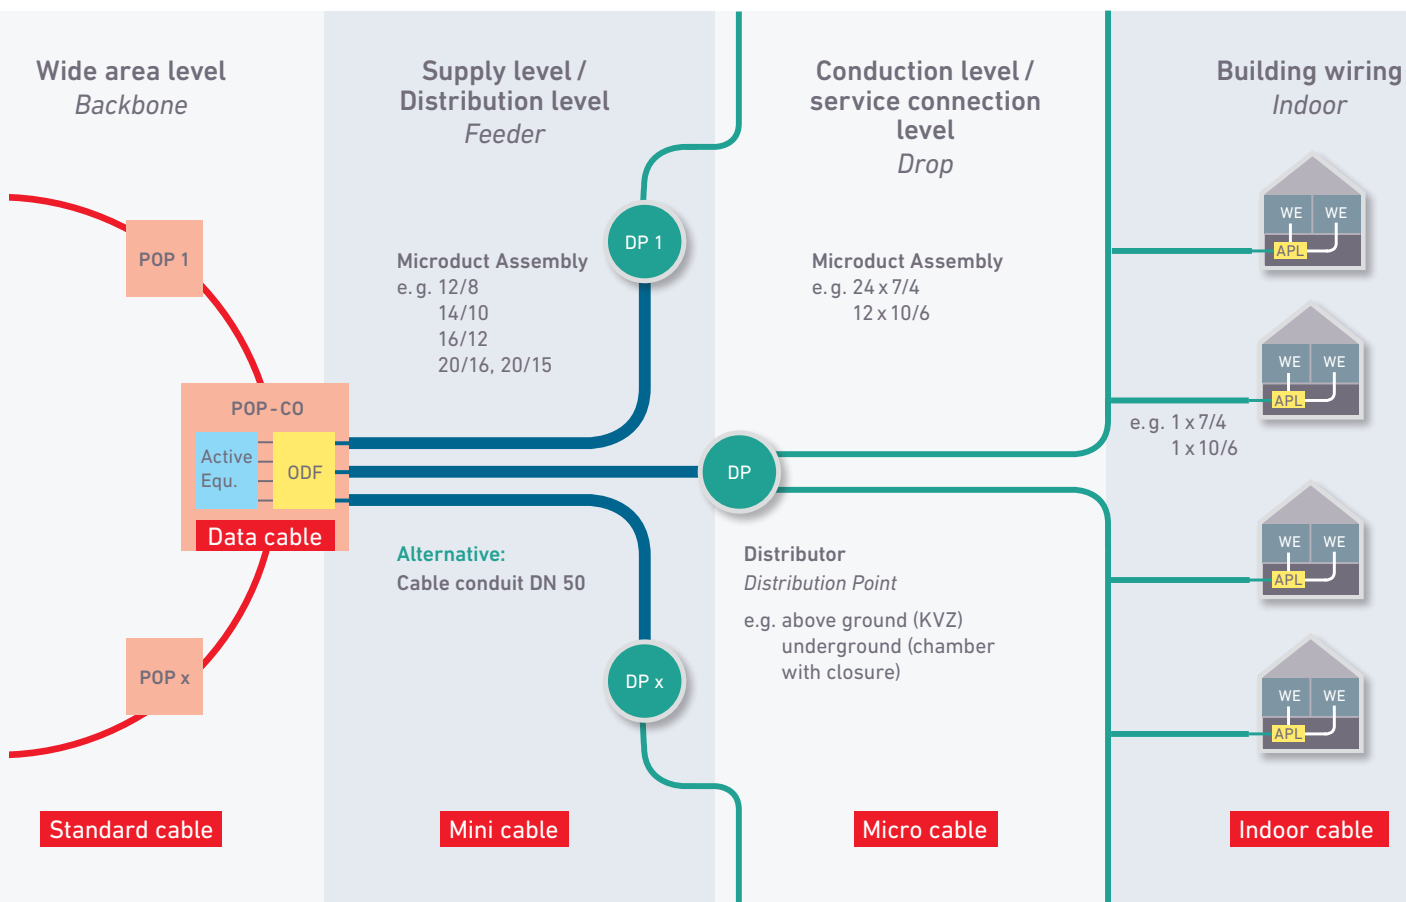 Wide area level
Backbone
Supply level /
Distribution level
Feeder
Conduction level /
service connection
level
Drop
Building wiring
Indoor
POP 1
POP - CO
Active
Equ.
ODF
Data cable
POP x
Standard cable
Microduct Assembly
e. g. 12/8
14/10
16/12
20/16, 20/15
DP 1
DP
DP x
Alternative:
Cable conduit DN 50
Mini cable
Microduct Assembly
e. g. 24 x 7/4
12 x 10/6
Distributor
Distribution Point
e.g. above ground (KVZ)
underground (chamber
with closure)
Micro cable
WE WE
APL
WE WE
APL
e. g. 1 x 7/4
1 x 10/6
WE WE
APL
WE WE
APL
Indoor cable